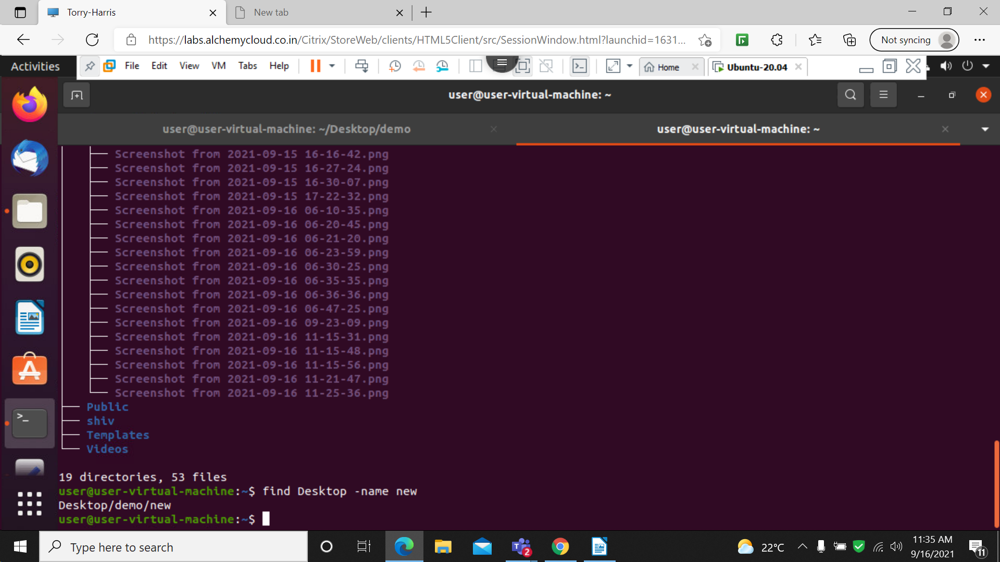 Torry-Harris
New tab
https://labs.alchemycloud.co.in/Citrix/StoreWeb/clients/HTML5Client/src/SessionWindow.html?launchid=1631...
Not syncing
Activities
File Edit View VM Tabs Help
Home
Ubuntu-20.04
user@user-virtual-machine: ~
user@user-virtual-machine: ~/Desktop/demo
user@user-virtual-machine: ~
Screenshot from 2021-09-15 16-16-42.png
Screenshot from 2021-09-15 16-27-24.png
Screenshot from 2021-09-15 16-30-07.png
Screenshot from 2021-09-15 17-22-32.png
Screenshot from 2021-09-16 06-10-35.png
Screenshot from 2021-09-16 06-20-45.png
Screenshot from 2021-09-16 06-21-20.png
Screenshot from 2021-09-16 06-23-59.png
Screenshot from 2021-09-16 06-30-25.png
Screenshot from 2021-09-16 06-35-35.png
Screenshot from 2021-09-16 06-36-36.png
Screenshot from 2021-09-16 06-47-25.png
Screenshot from 2021-09-16 09-23-09.png
Screenshot from 2021-09-16 11-15-31.png
Screenshot from 2021-09-16 11-15-48.png
Screenshot from 2021-09-16 11-15-56.png
Screenshot from 2021-09-16 11-21-47.png
Screenshot from 2021-09-16 11-25-36.png
Public
shiv
Templates
Videos
19 directories, 53 files
user@user-virtual-machine:~$ find Desktop -name new
Desktop/demo/new
user@user-virtual-machine:~$
Type here to search
2
22°C
11:35 AM
9/16/2021
11